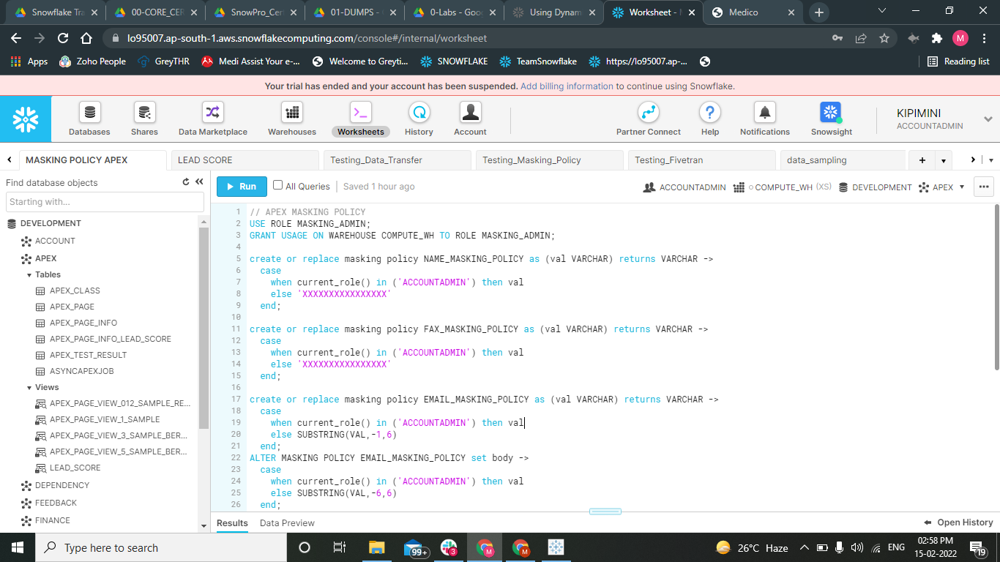 Snowflake Tra
00-CORE_CER
SnowPro_Cert
01-DUMPS -
0-Labs - Goog
Using Dynam
Worksheet -
Medico
lo95007.ap-south-1.aws.snowflakecomputing.com/console#/internal/worksheet
M
Apps
Zoho People
GreyTHR
Medi Assist Your e-...
Welcome to Greyti...
SNOWFLAKE
TeamSnowflake
https://lo95007.ap-...
Reading list
Your trial has ended and your account has been suspended. Add billing information to continue using Snowflake.
Databases
Shares
Data Marketplace
Warehouses
Worksheets
History
Account
Partner Connect
Help
Notifications
Snowsight
KIPIMINI
ACCOUNTADMIN
MASKING POLICY APEX
LEAD SCORE
Testing_Data_Transfer
Testing_Masking_Policy
Testing_Fivetran
data_sampling
Find database objects
Starting with...
DEVELOPMENT
ACCOUNT
APEX
Tables
APEX_CLASS
APEX_PAGE
APEX_PAGE_INFO
APEX_PAGE_INFO_LEAD_SCORE
APEX_TEST_RESULT
ASYNCAPEXJOB
Views
APEX_PAGE_VIEW_012_SAMPLE_RE...
APEX_PAGE_VIEW_1_SAMPLE
APEX_PAGE_VIEW_3_SAMPLE_BER...
APEX_PAGE_VIEW_5_SAMPLE_BER...
LEAD_SCORE
DEPENDENCY
FEEDBACK
FINANCE
Run
All Queries
Saved 1 hour ago
ACCOUNTADMIN
COMPUTE_WH (XS)
DEVELOPMENT
APEX
1 // APEX MASKING POLICY
2 USE ROLE MASKING_ADMIN;
3 GRANT USAGE ON WAREHOUSE COMPUTE_WH TO ROLE MASKING_ADMIN;
4
5 create or replace masking policy NAME_MASKING_POLICY as (val VARCHAR) returns VARCHAR ->
6 case
7 when current_role() in ('ACCOUNTADMIN') then val
8 else 'XXXXXXXXXXXXXXXX'
9 end;
10
11 create or replace masking policy FAX_MASKING_POLICY as (val VARCHAR) returns VARCHAR ->
12 case
13 when current_role() in ('ACCOUNTADMIN') then val
14 else 'XXXXXXXXXXXXXXXX'
15 end;
16
17 create or replace masking policy EMAIL_MASKING_POLICY as (val VARCHAR) returns VARCHAR ->
18 case
19 when current_role() in ('ACCOUNTADMIN') then val
20 else SUBSTRING(VAL,-1,6)
21 end;
22 ALTER MASKING POLICY EMAIL_MASKING_POLICY set body ->
23 case
24 when current_role() in ('ACCOUNTADMIN') then val
25 else SUBSTRING(VAL,-6,6)
26 end;
Results
Data Preview
Open History
Type here to search
99+
3
M
M
26°C Haze
ENG
02:58 PM
15-02-2022
19